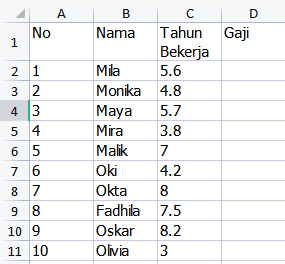 A B C D
1 No Nama Tahun Bekerja Gaji
2 1 Mila 5.6
3 2 Monika 4.8
4 3 Maya 5.7
5 4 Mira 3.8
6 5 Malik 7
7 6 Oki 4.2
8 7 Okta 8
9 8 Fadhila 7.5
10 9 Oskar 8.2
11 10 Olivia 3